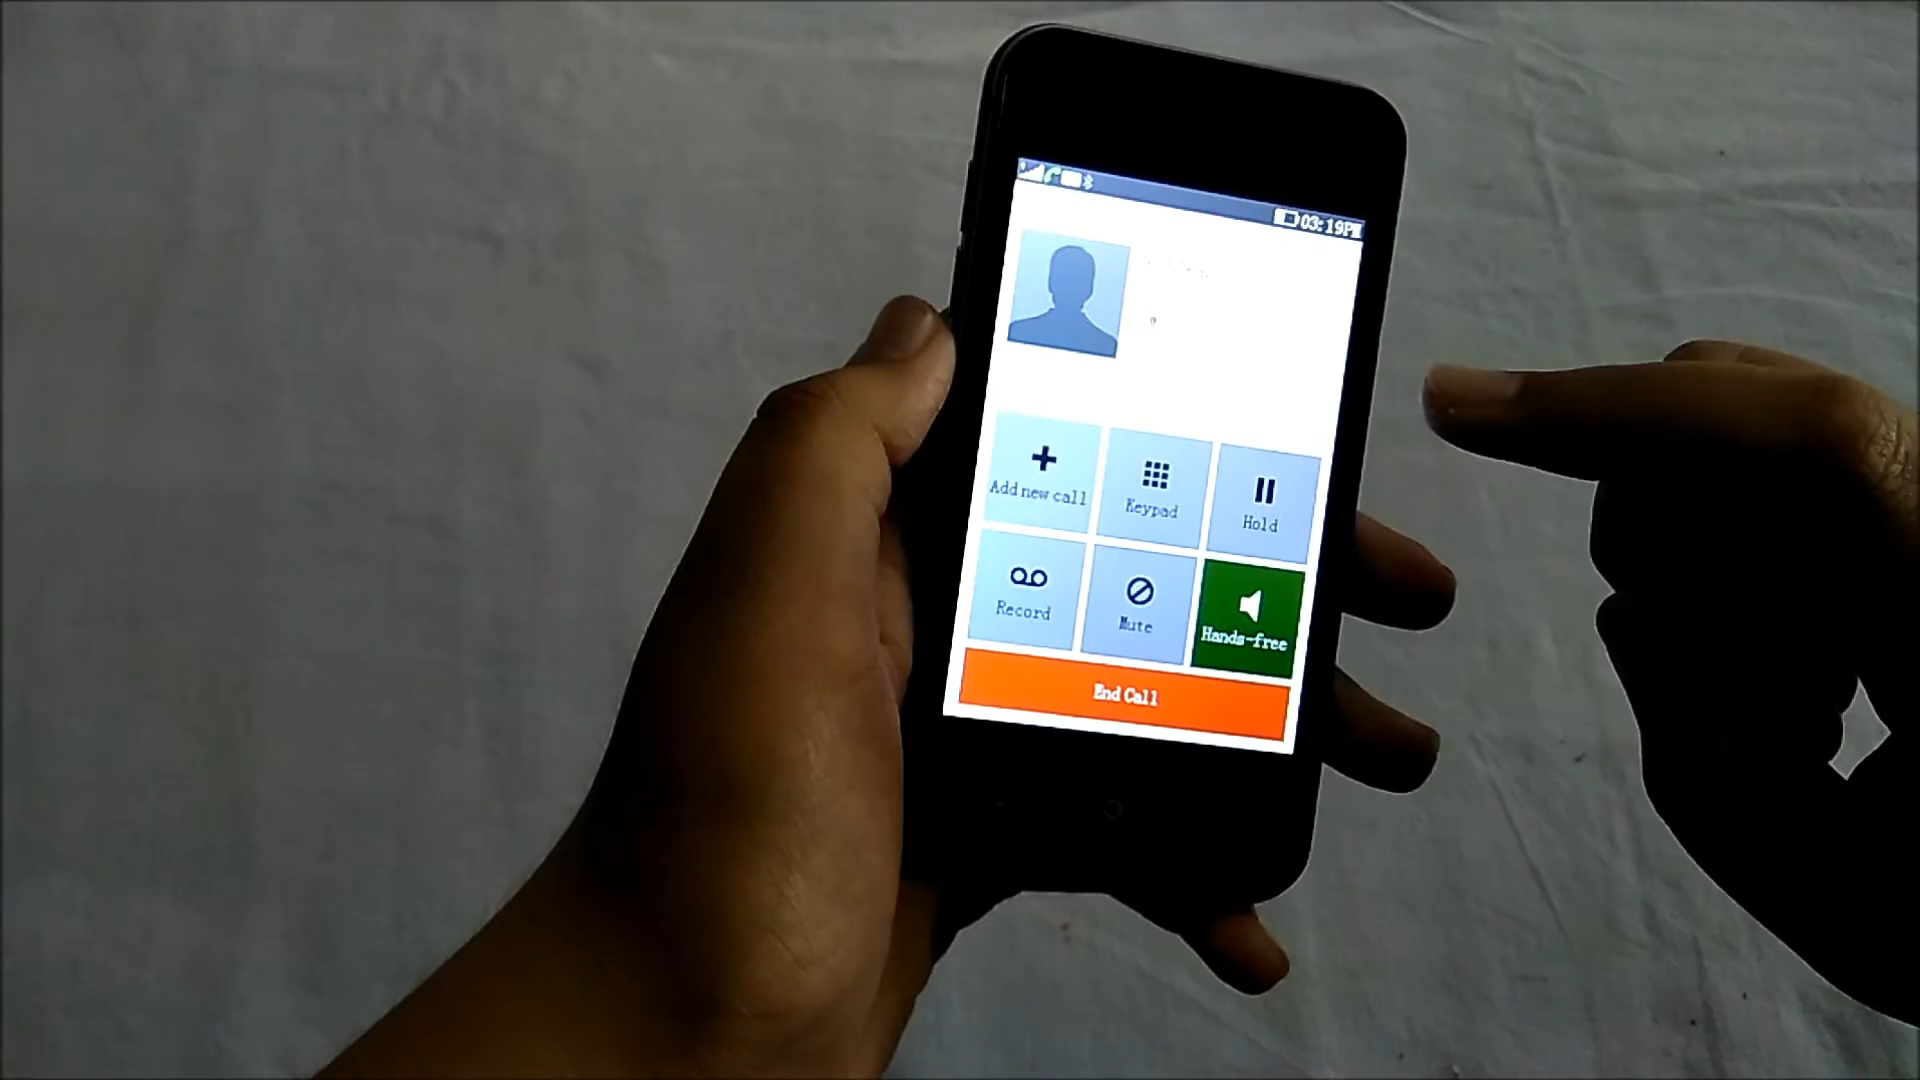 03:19PM
Add new call
Keypad
Hold
Record
Mute
Hands-free
End Call